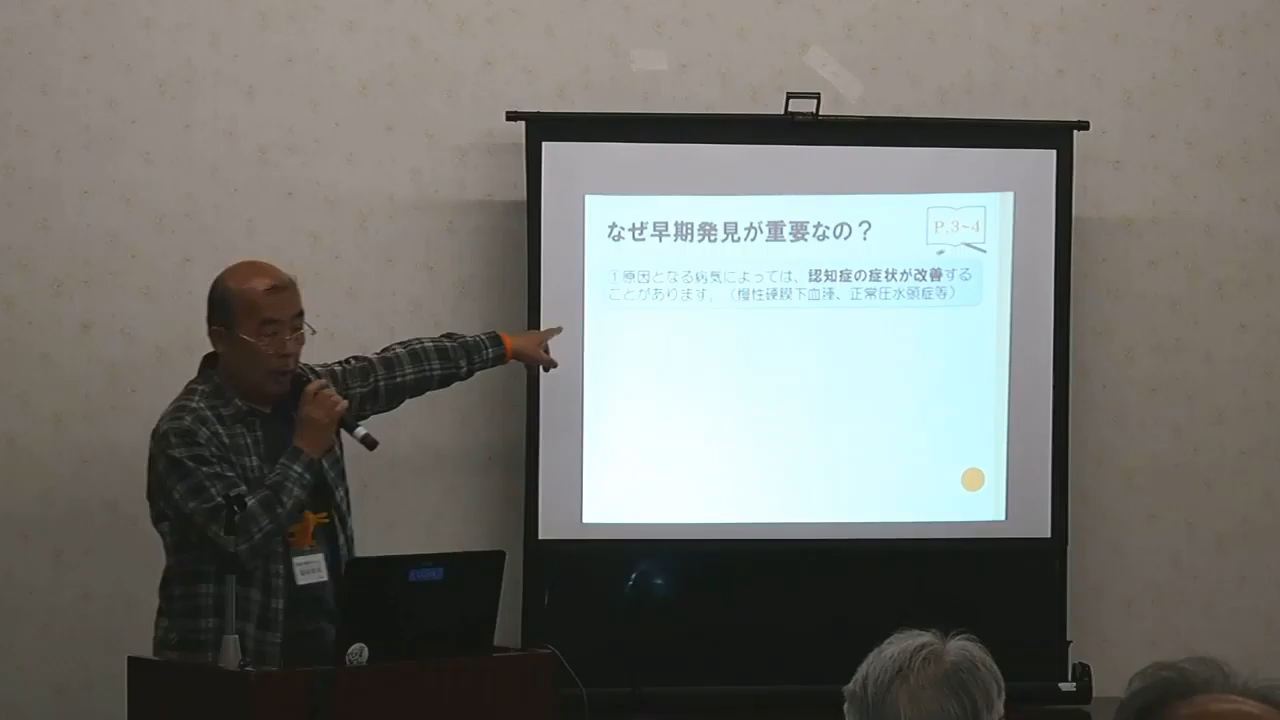 なぜ早期発見が重要なの？
P.3~4
①原因となる病気によっては、認知症の症状が改善する
ことがあります。（慢性硬膜下血腫、正常圧水頭症等）